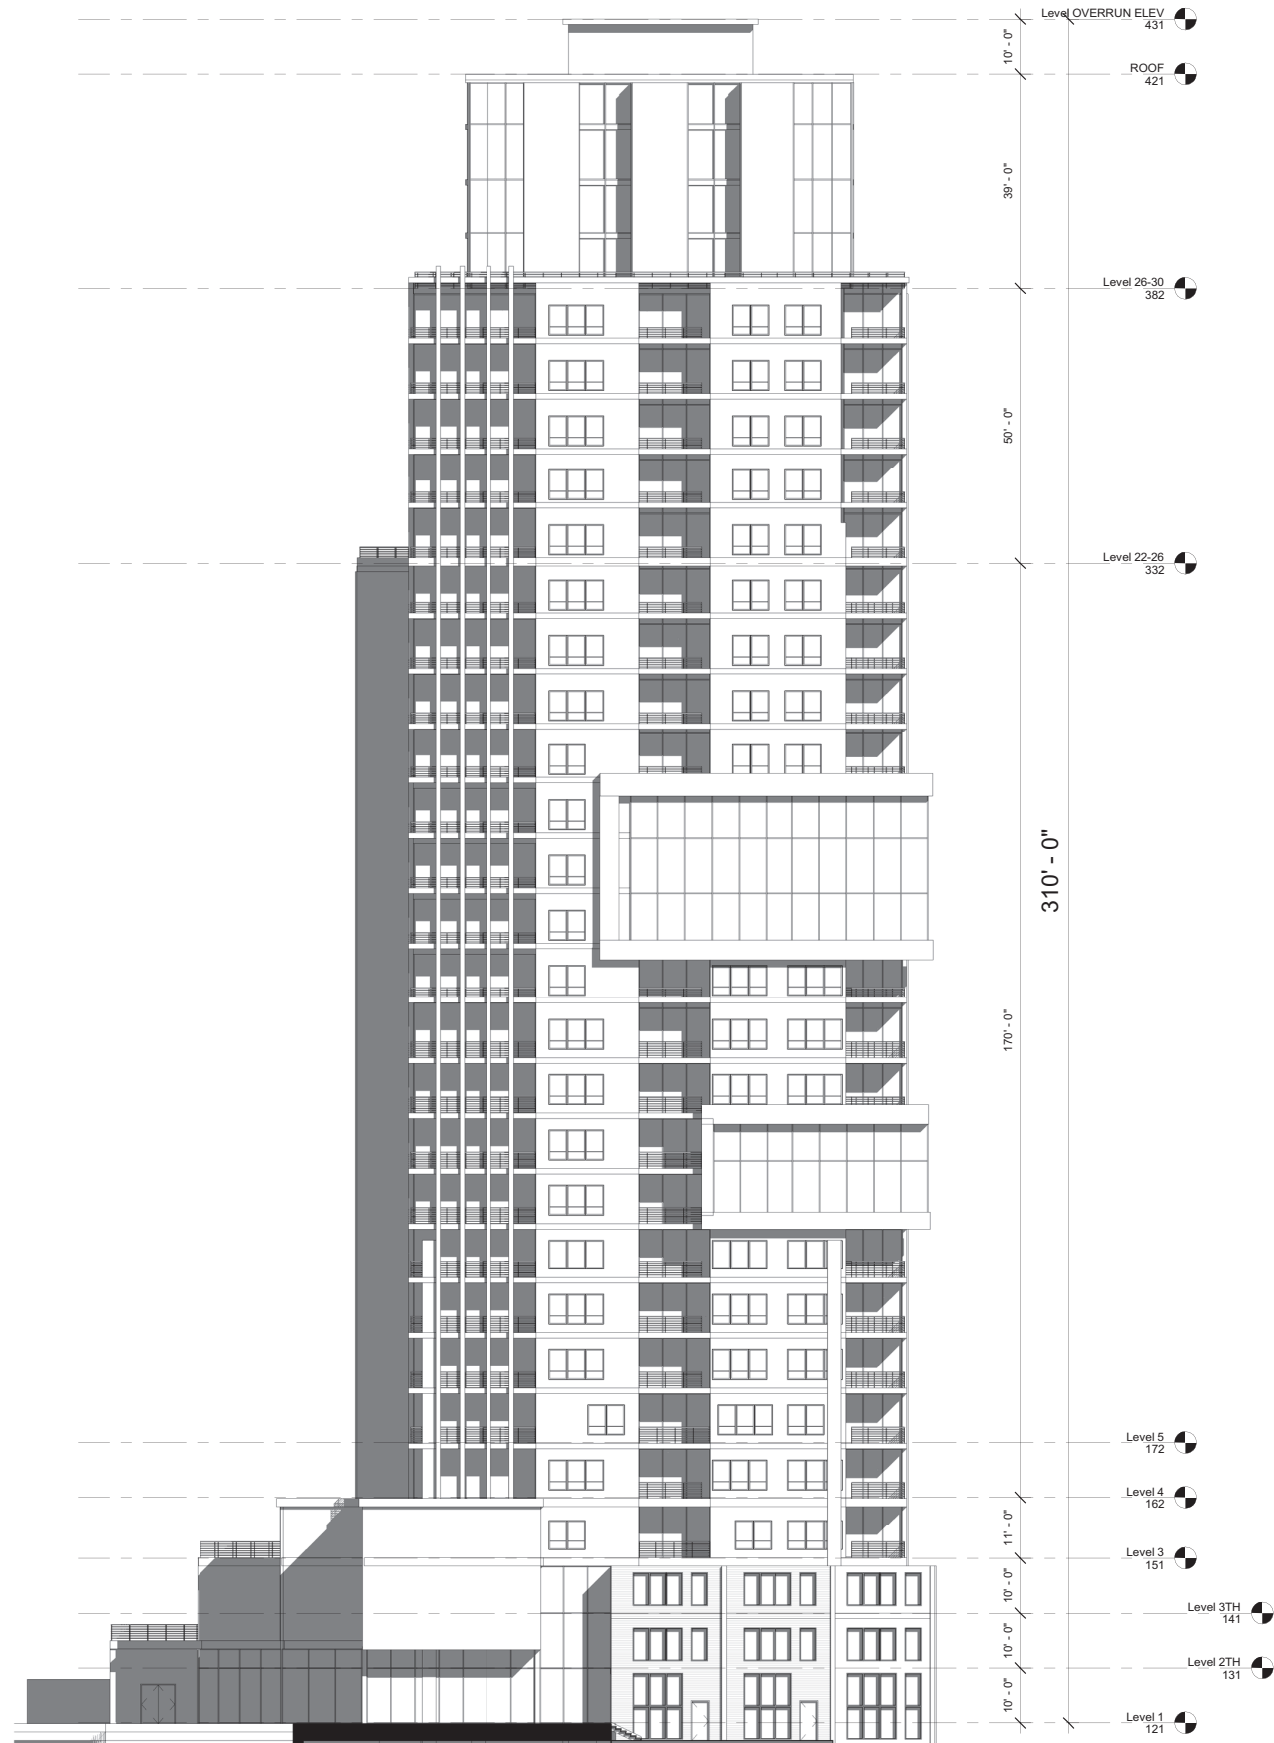 Level OVERRUN ELEV
431
10' - 0"
ROOF
421
39' - 0"
Level 26-30
382
50' - 0"
Level 22-26
332
310' - 0"
170' - 0"
Level 5
172
Level 4
162
11' - 0"
Level 3
151
10' - 0"
Level 3TH
141
10' - 0"
Level 2TH
131
10' - 0"
Level 1
121